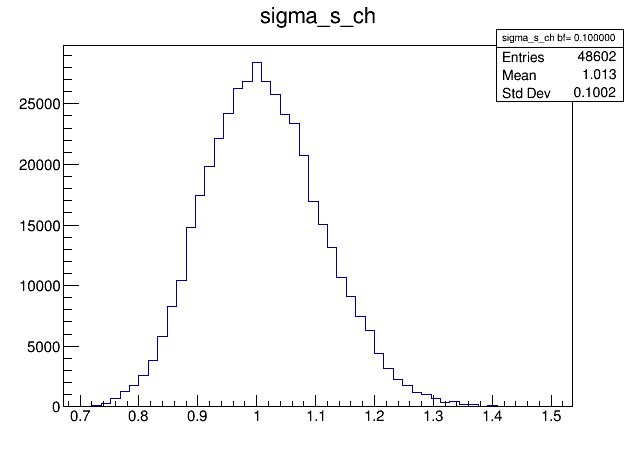 sigma_s_ch
sigma_s_ch bf= 0.100000
Entries 48602
Mean 1.013
Std Dev 0.1002
25000
20000
15000
10000
5000
0
0.7 0.8 0.9 1 1.1 1.2 1.3 1.4 1.5